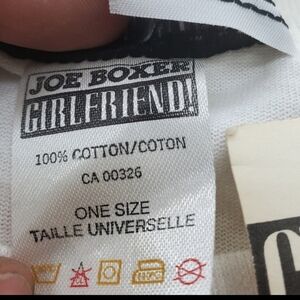 JOE BOXER
GIRLFRIEND!
100% COTTON/COTON
CA 00326
ONE SIZE
TAILLE UNIVERSELLE